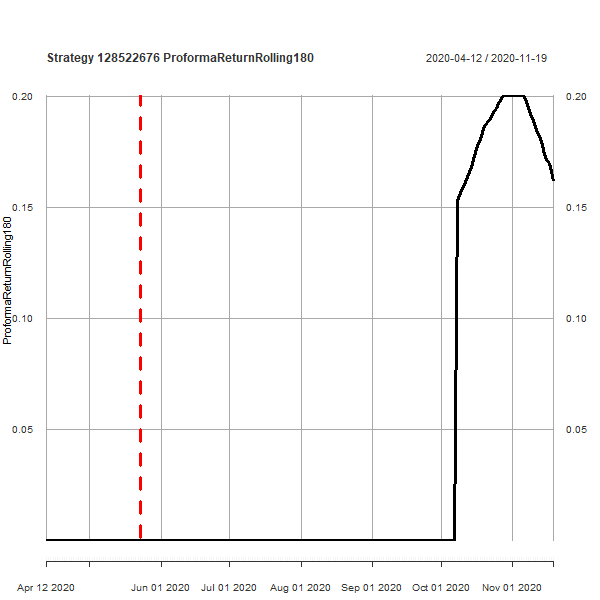 Strategy 128522676 ProformaReturnRolling180
2020-04-12 / 2020-11-19
0.20
0.20
0.15
0.15
ProformaReturnRolling180
0.10
0.10
0.05
0.05
Apr 12 2020
Jun 01 2020
Jul 01 2020
Aug 01 2020
Sep 01 2020
Oct 01 2020
Nov 01 2020